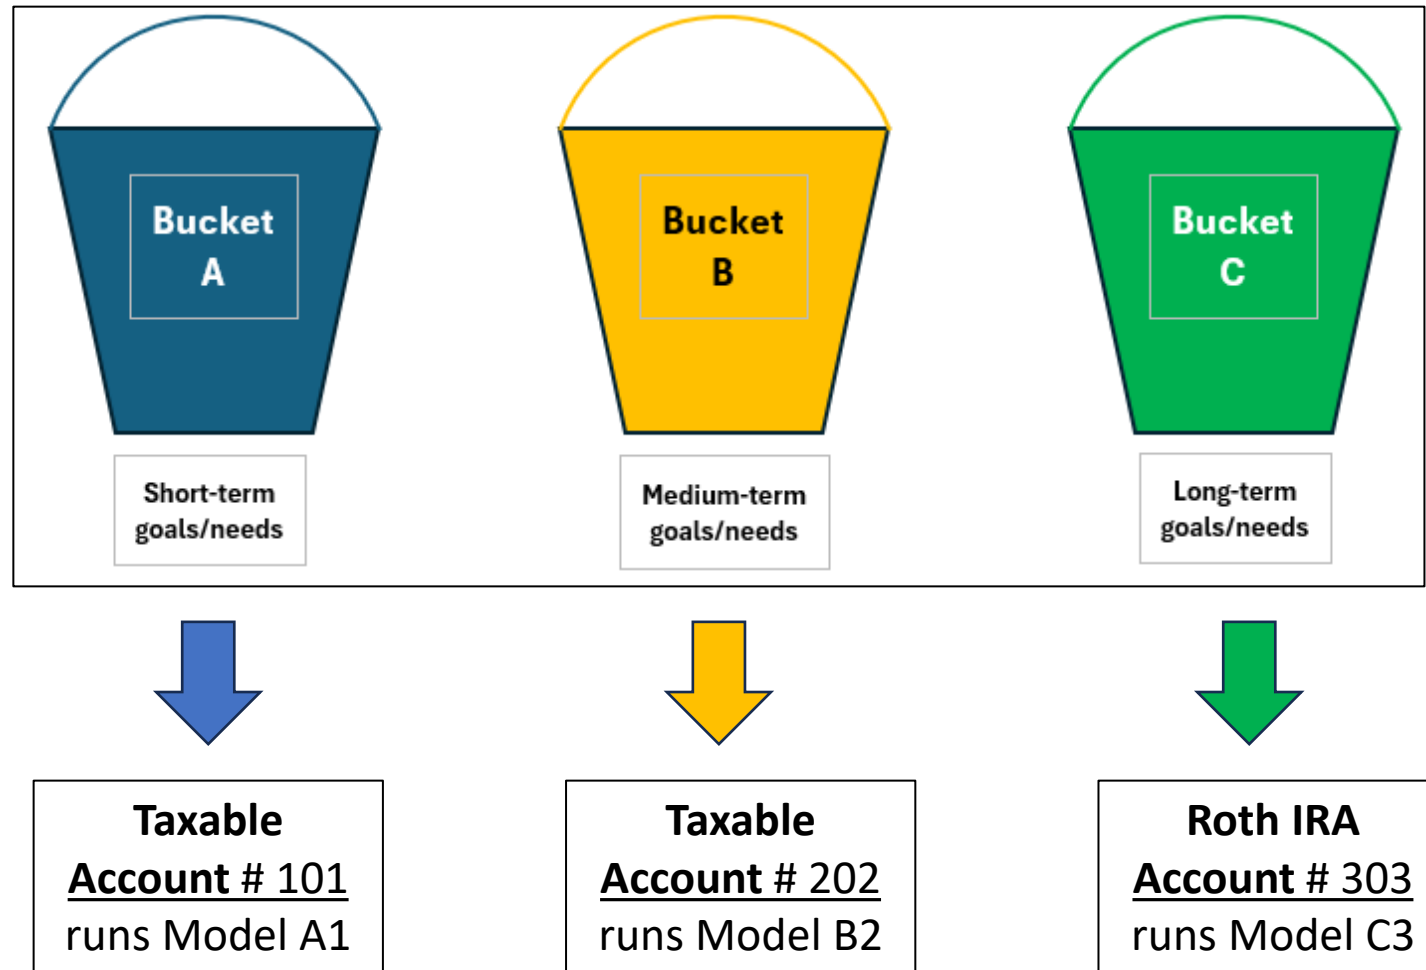 Bucket
A
Bucket
B
Bucket
C
Short-term
goals/needs
Medium-term
goals/needs
Long-term
goals/needs
Taxable
Account # 101
runs Model A1
Taxable
Account # 202
runs Model B2
Roth IRA
Account # 303
runs Model C3